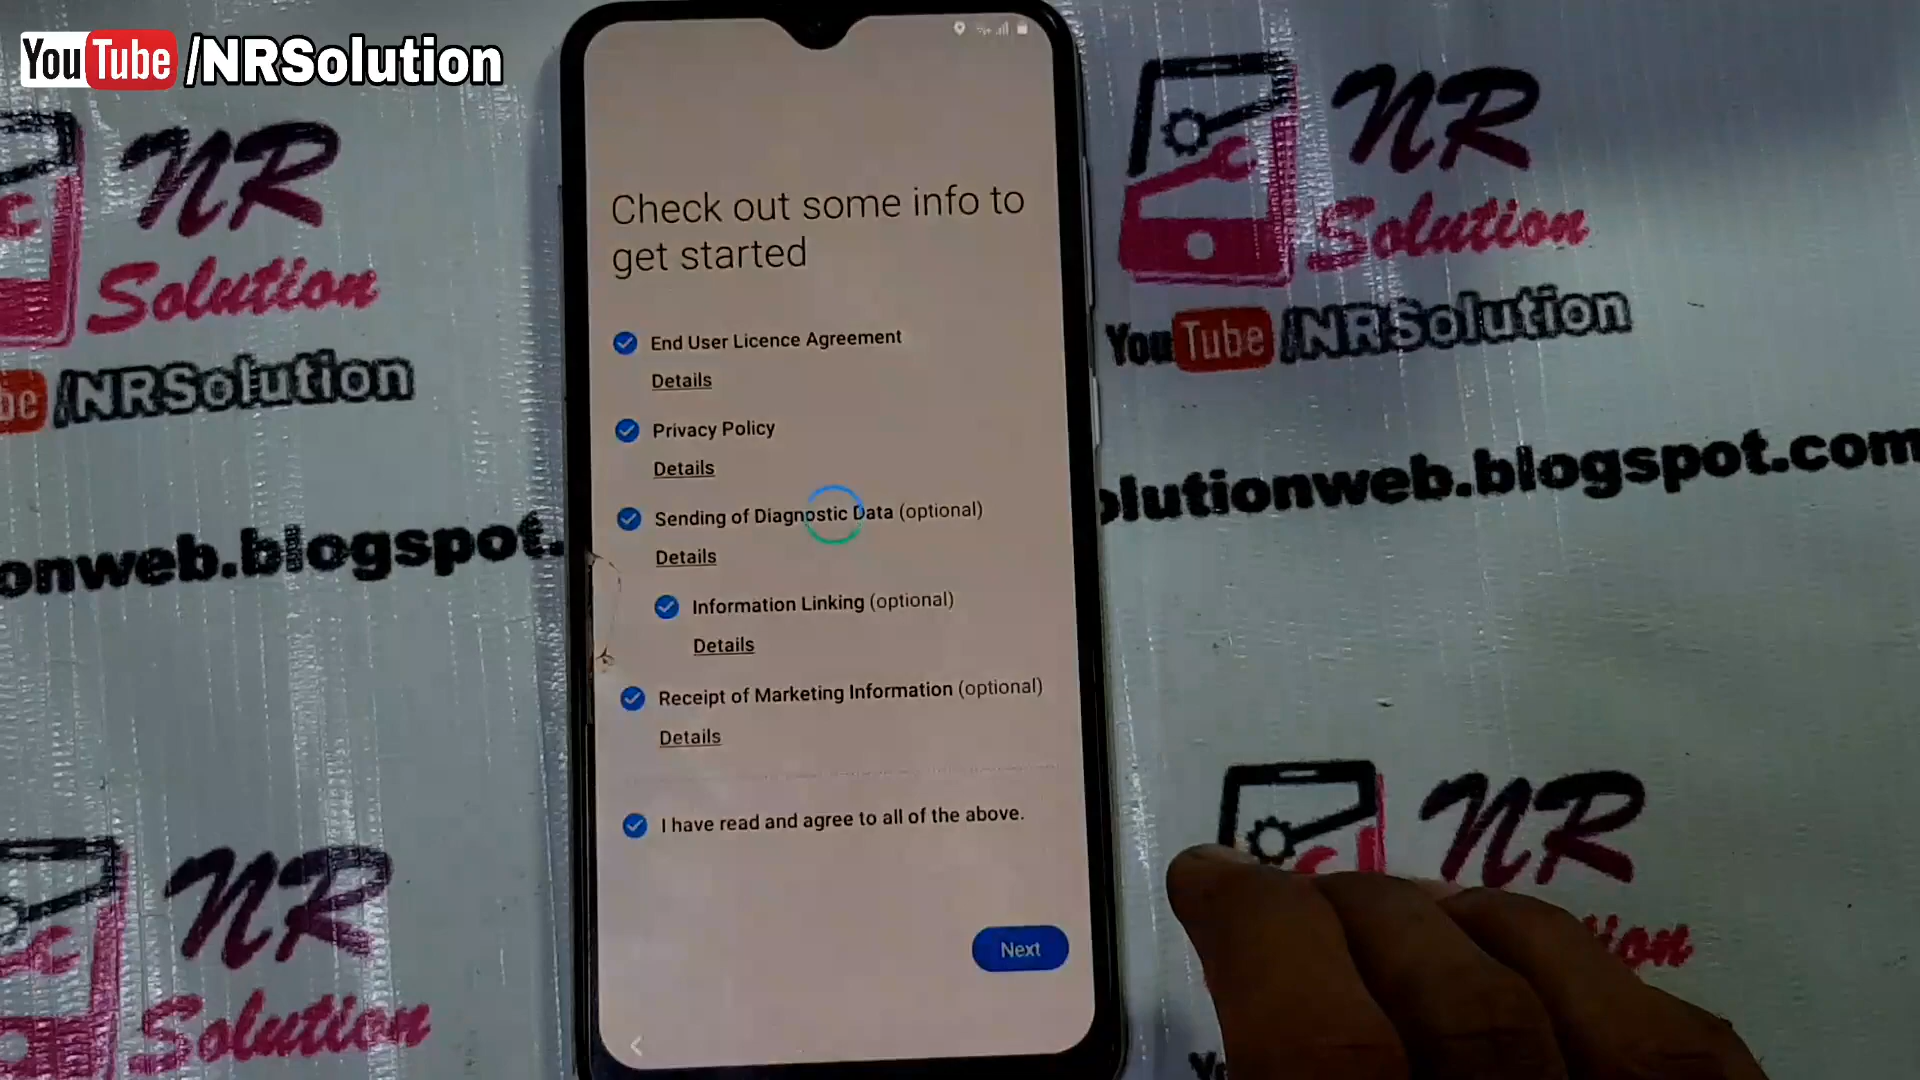 YouTube/NRSolution
NR
Solution
be/NRSolution
onweb.blogspot.
NR
Solution
Check out some info to
get started
End User Licence Agreement
Details
Privacy Policy
Details
Sending of Diagnostic Data (optional)
Details
Information Linking (optional)
Details
Receipt of Marketing Information (optional)
Details
I have read and agree to all of the above.
Next
NR
Solution
YouTube/NRSolution
olutionweb.blogspot.com
NR
ion